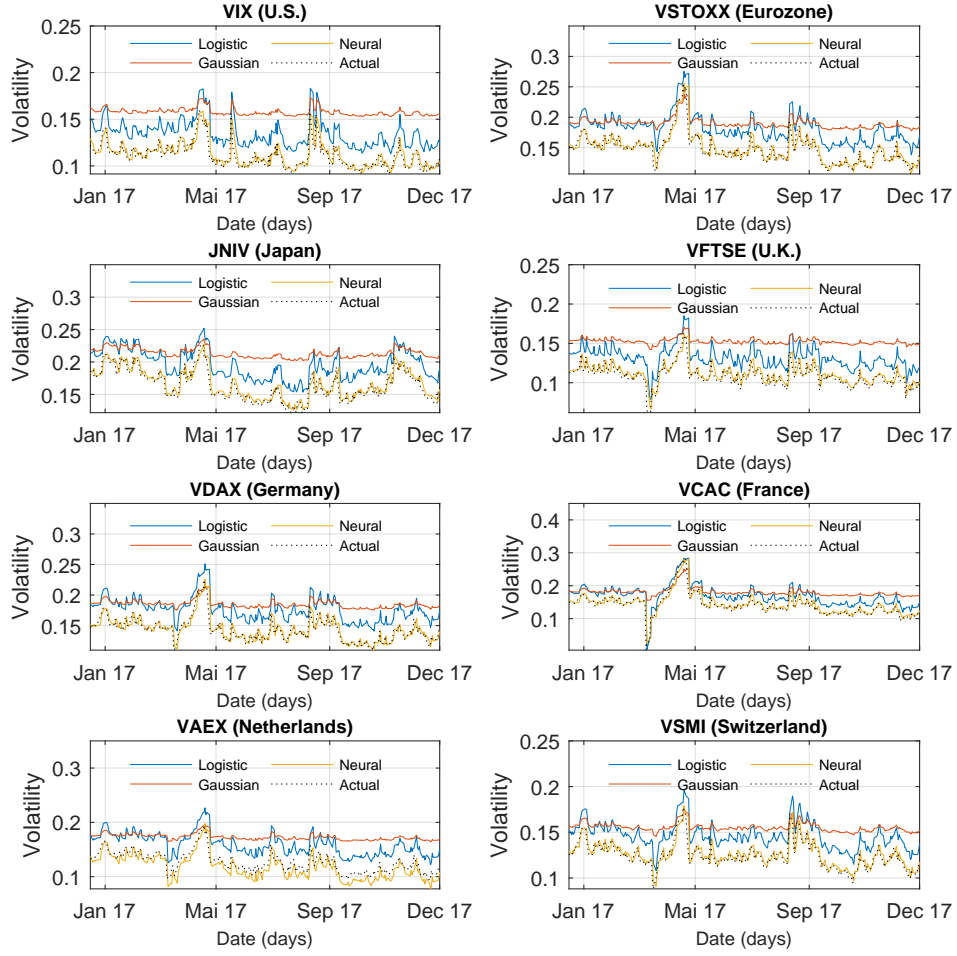 VIX (U.S.)
0.25
0.2
0.15
0.1
Volatility
Logistic
Gaussian
Neural
Actual
Jan 17
Mai 17
Sep 17
Dec 17
Date (days)
VSTOXX (Eurozone)
0.3
0.2
0.15
Volatility
Logistic
Gaussian
Neural
Actual
Jan 17
Mai 17
Sep 17
Dec 17
Date (days)
JNIV (Japan)
0.3
0.25
0.2
0.15
Volatility
Logistic
Gaussian
Neural
Actual
Jan 17
Mai 17
Sep 17
Dec 17
Date (days)
VFTSE (U.K.)
0.25
0.2
0.15
0.1
Volatility
Logistic
Gaussian
Neural
Actual
Jan 17
Mai 17
Sep 17
Dec 17
Date (days)
VDAX (Germany)
0.3
0.25
0.2
0.15
Volatility
Logistic
Gaussian
Neural
Actual
Jan 17
Mai 17
Sep 17
Dec 17
Date (days)
VCAC (France)
0.4
0.3
0.2
0.1
Volatility
Logistic
Gaussian
Neural
Actual
Jan 17
Mai 17
Sep 17
Dec 17
Date (days)
VAEX (Netherlands)
0.3
0.2
0.1
Volatility
Logistic
Gaussian
Neural
Actual
Jan 17
Mai 17
Sep 17
Dec 17
Date (days)
VSMI (Switzerland)
0.25
0.2
0.15
0.1
Volatility
Logistic
Gaussian
Neural
Actual
Jan 17
Mai 17
Sep 17
Dec 17
Date (days)